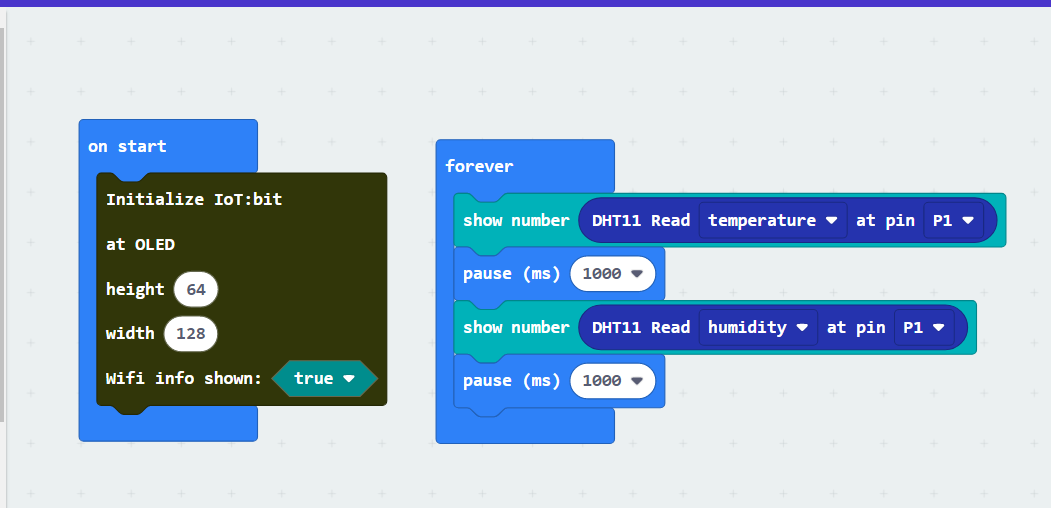 on start
Initialize IoT:bit
at OLED
height 64
width 128
Wifi info shown: true
forever
show number DHT11 Read temperature at pin P1
pause (ms) 1000
show number DHT11 Read humidity at pin P1
pause (ms) 1000